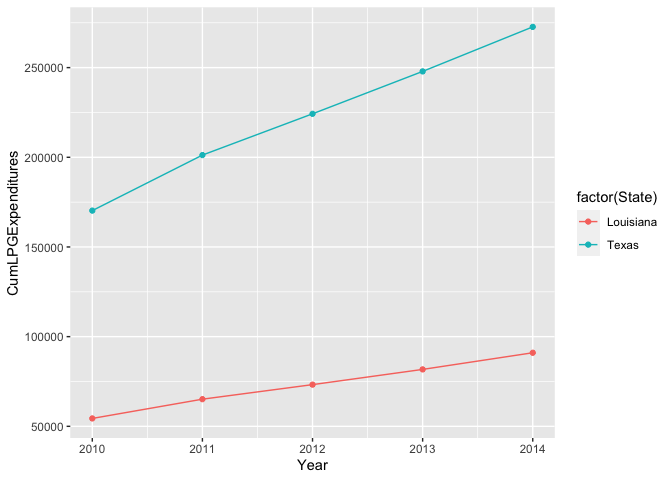 CumLPGExpenditures
250000
200000
150000
100000
50000
2010 2011 2012 2013 2014
Year
factor(State)
Louisiana
Texas